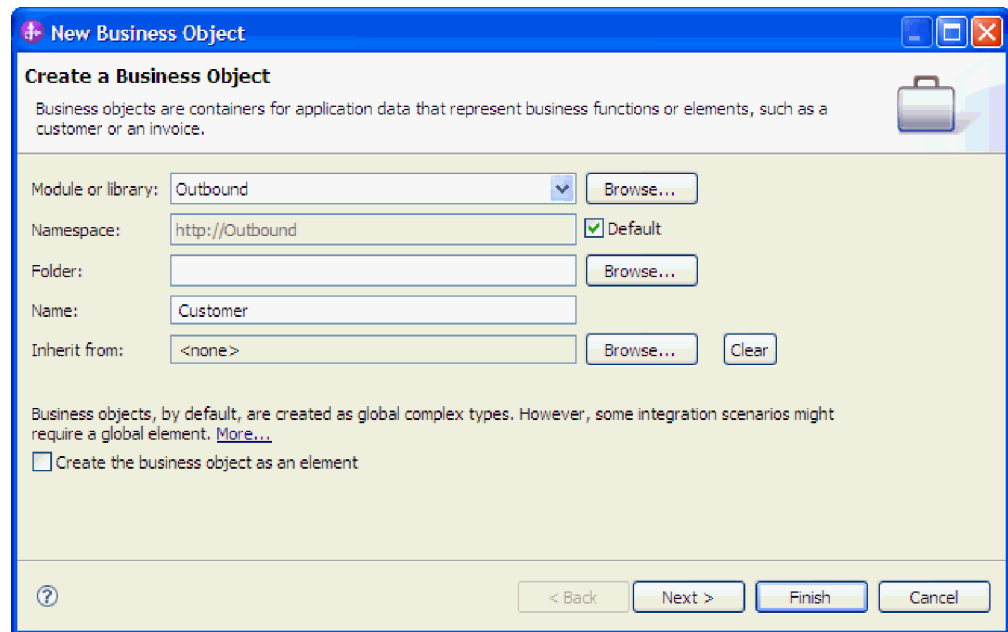 New Business Object
Create a Business Object
Business objects are containers for application data that represent business functions or elements, such as a
customer or an invoice.
Module or library: Outbound Browse...
Namespace: http://Outbound Default
Folder: Browse...
Name: Customer
Inherit from: <none> Browse... Clear
Business objects, by default, are created as global complex types. However, some integration scenarios might
require a global element. More...
Create the business object as an element
? < Back Next > Finish Cancel